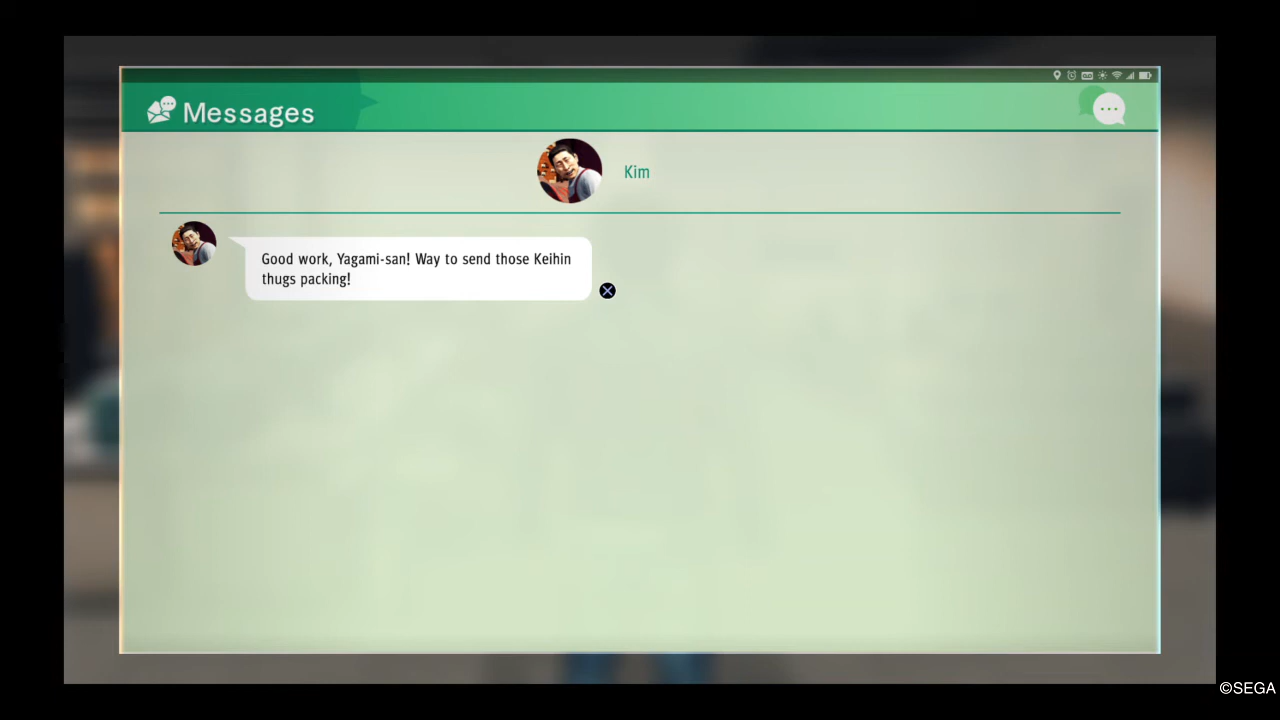 Messages
Kim
Good work, Yagami-san! Way to send those Keihin
thugs packing!
©SEGA